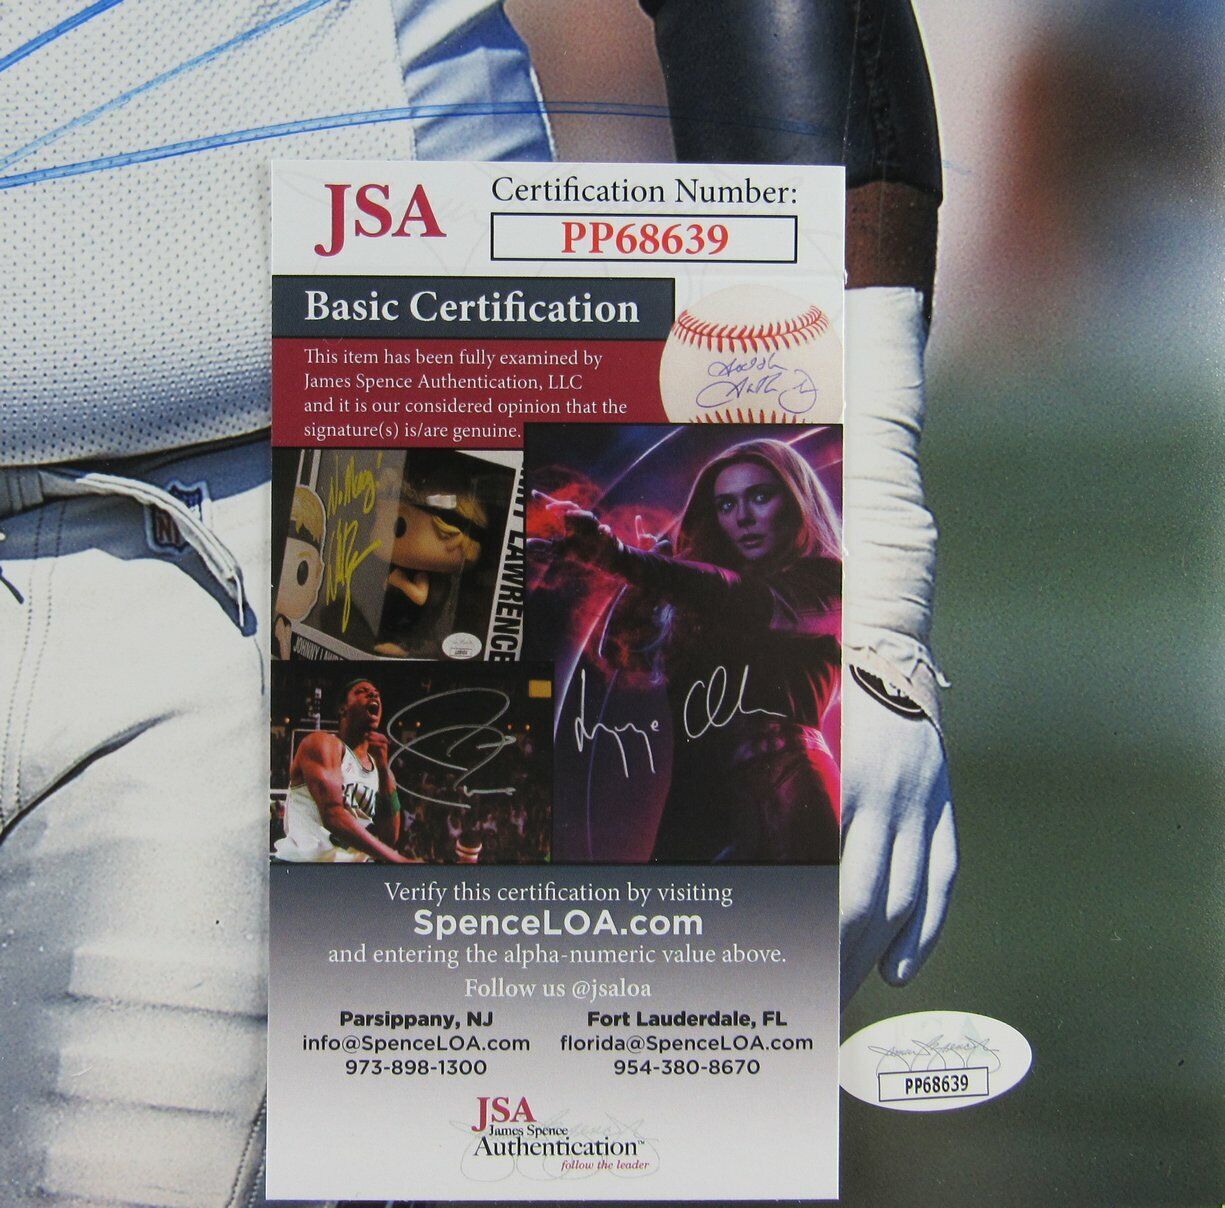 JSA
Certification Number:
PP68639
Basic Certification
This item has been fully examined by
James Spence Authentication, LLC
and it is our considered opinion that the
signature(s) is/are genuine.
LAWRENCE
Verify this certification by visiting
SpenceLOA.com
and entering the alpha-numeric value above.
Follow us @jsaloa
Parsippany, NJ
info@SpenceLOA.com
973-898-1300
Fort Lauderdale, FL
florida@SpenceLOA.com
954-380-8670
JSA
James Spence
Authentication™
follow the leader
PP68639